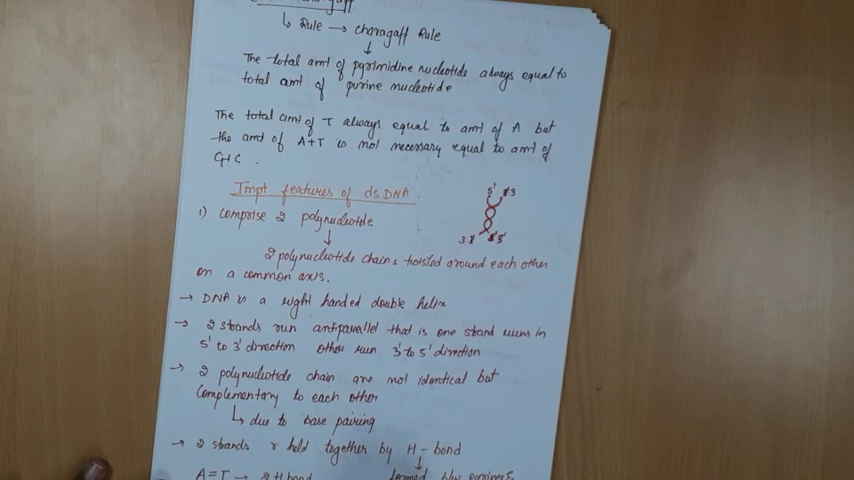 ↳ Rule → Charagaff Rule
↓
The total amt of pyrimidine nucleotide always equal to
total amt of purine nucleotide
The total amt of T always equal to amt of A but
the amt of A+T is not necessary equal to amt of
G+C .
Impt features of dsDNA
5' 3
1) comprise 2 polynucleotide
3 5'
↓
2 polynucleotide chains twisted around each other
on a common axis.
→ DNA is a right handed double helix
→ 2 strands run antiparallel that is one strand runs in
5' to 3' direction other run 3' to 5' direction
→ 2 polynucleotide chain are not identical but
Complementary to each other
↳ due to base pairing
→ 2 strands r held together by H - bond
↓
A=T → 2 H bond formed b/w